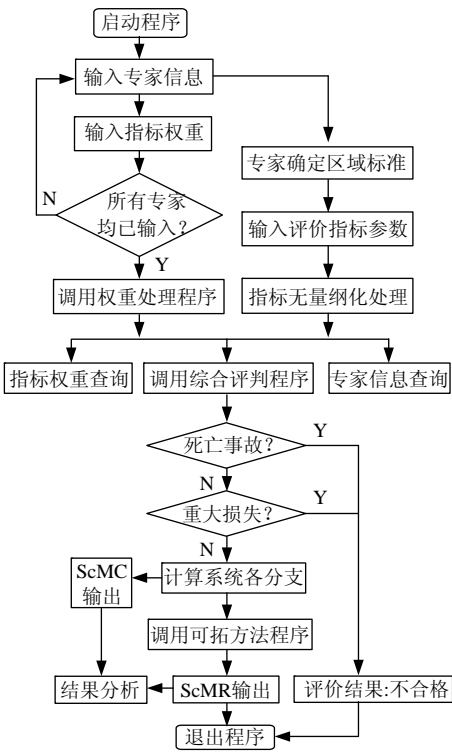 启动程序
输入专家信息
输入指标权重
专家确定区域标准
N
所有专家
均已输入？
输入评价指标参数
Y
调用权重处理程序
指标无量纲化处理
指标权重查询
调用综合评判程序
专家信息查询
死亡事故？
Y
N
重大损失？
Y
N
ScMC
输出
计算系统各分支
调用可拓方法程序
结果分析
ScMR输出
评价结果:不合格
退出程序